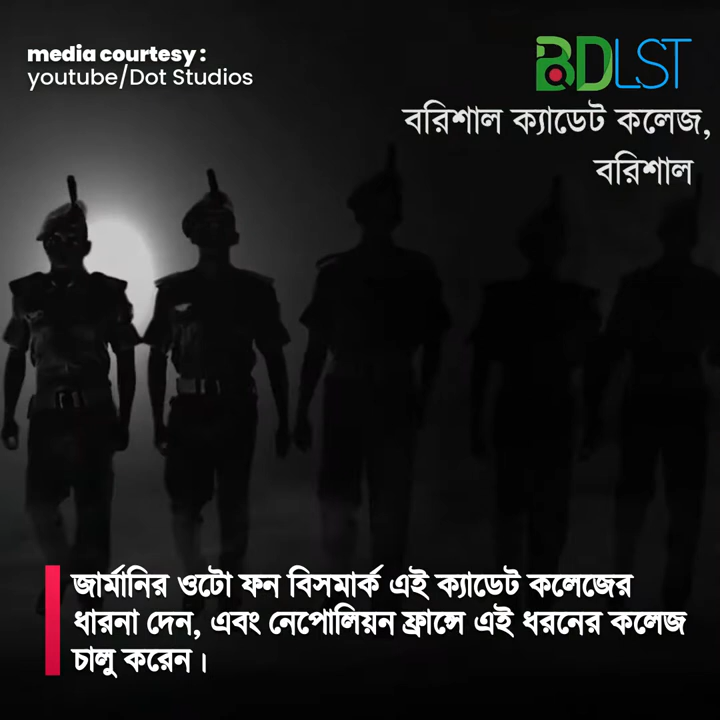 media courtesy :
youtube/Dot Studios
BDLST
বরিশাল ক্যাডেট কলেজ,
বরিশাল
জার্মানির ওটো ফন বিসমার্ক এই ক্যাডেট কলেজের
ধারনা দেন, এবং নেপোলিয়ন ফ্রান্সে এই ধরনের কলেজ
চালু করেন।